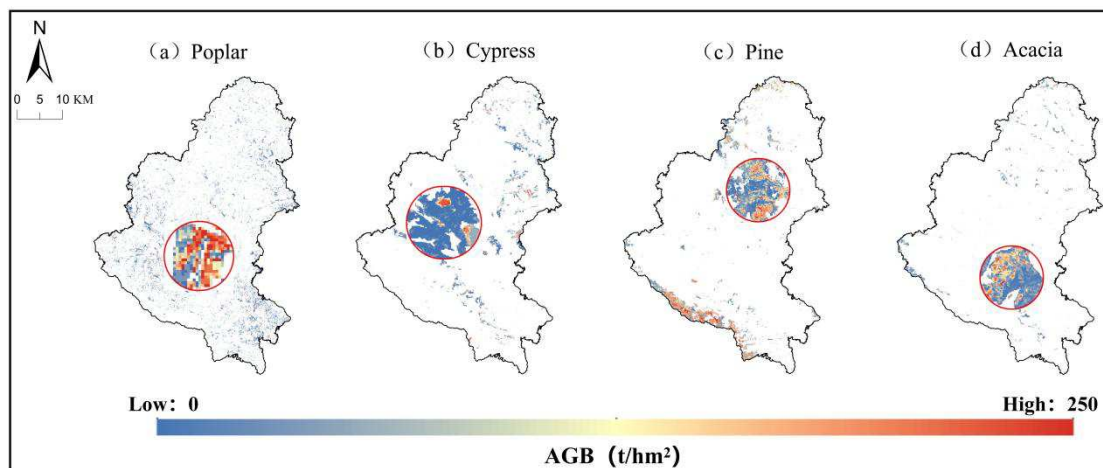 N
0 5 10 KM
（a）Poplar
（b）Cypress
（c）Pine
（d）Acacia
Low：0
High：250
AGB（t/hm²）